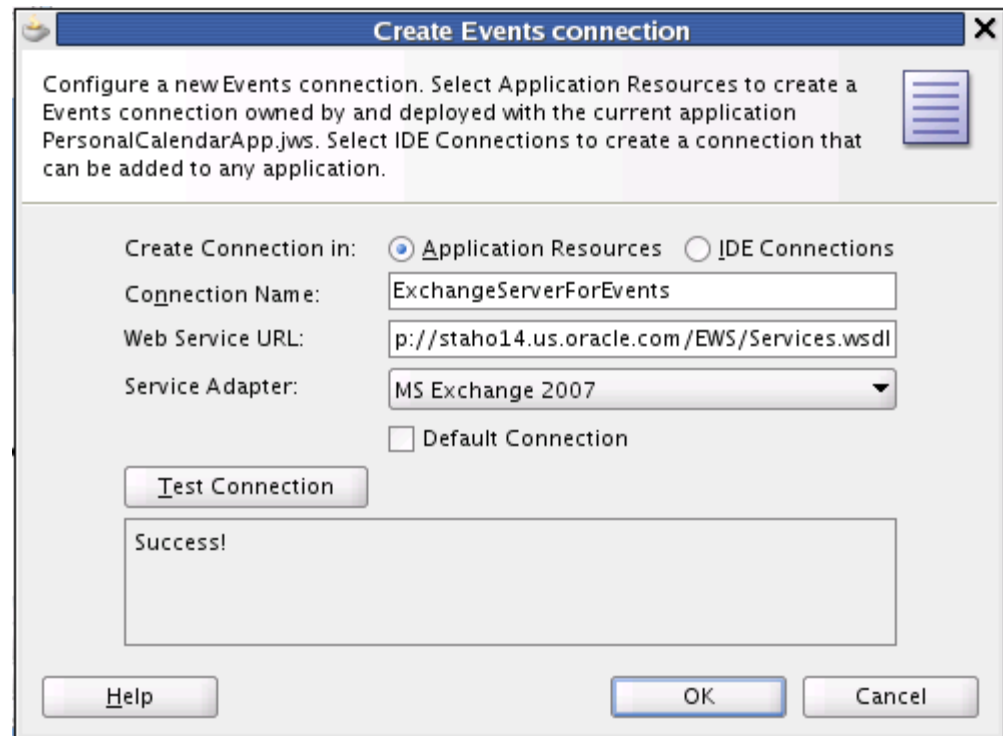 Create Events connection
Configure a new Events connection. Select Application Resources to create a
Events connection owned by and deployed with the current application
PersonalCalendarApp.jws. Select IDE Connections to create a connection that
can be added to any application.
Create Connection in: Application Resources IDE Connections
Connection Name: ExchangeServerForEvents
Web Service URL: p://staho14.us.oracle.com/EWS/Services.wsdl
Service Adapter: MS Exchange 2007
Default Connection
Test Connection
Success!
Help OK Cancel